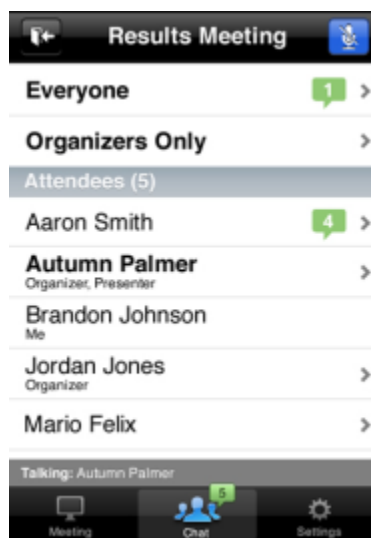 Results Meeting
Everyone
1
Organizers Only
Attendees (5)
Aaron Smith
4
Autumn Palmer
Organizer, Presenter
Brandon Johnson
Me
Jordan Jones
Organizer
Mario Felix
Talking: Autumn Palmer
5
Meeting
Chat
Settings